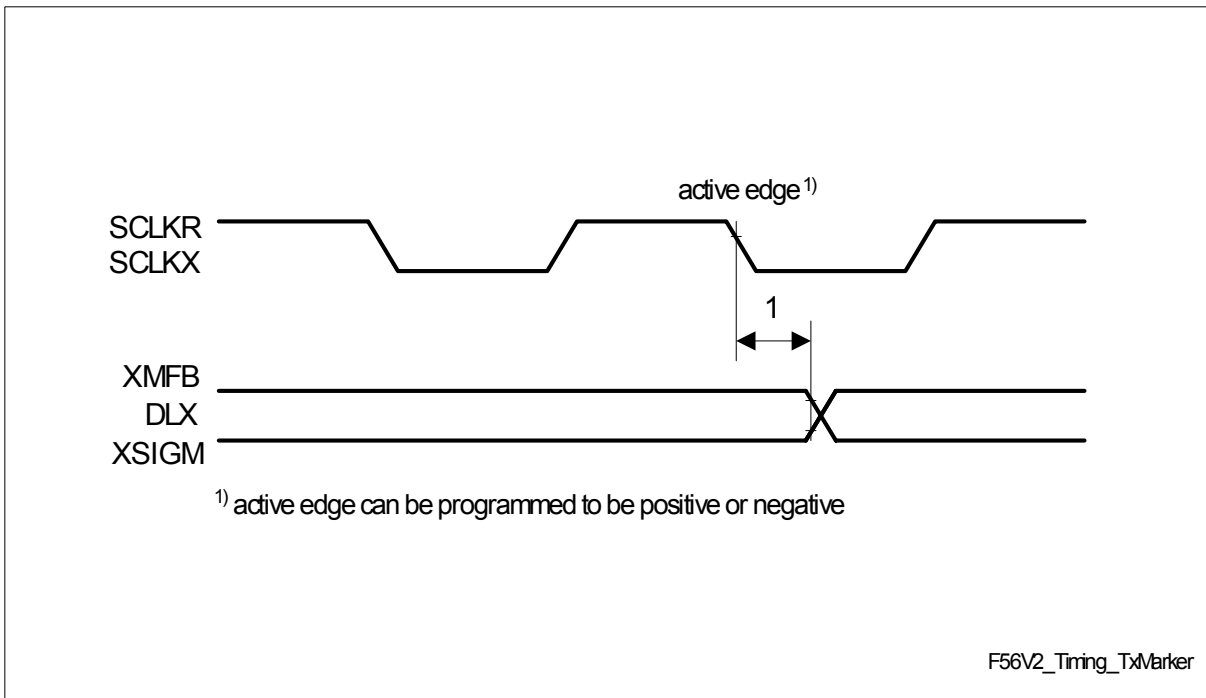 active edge 1)
SCLKR
SCLKX
1
XMFB
DLX
XSIGM
1) active edge can be programmed to be positive or negative
F56V2_Timing_TxMarker